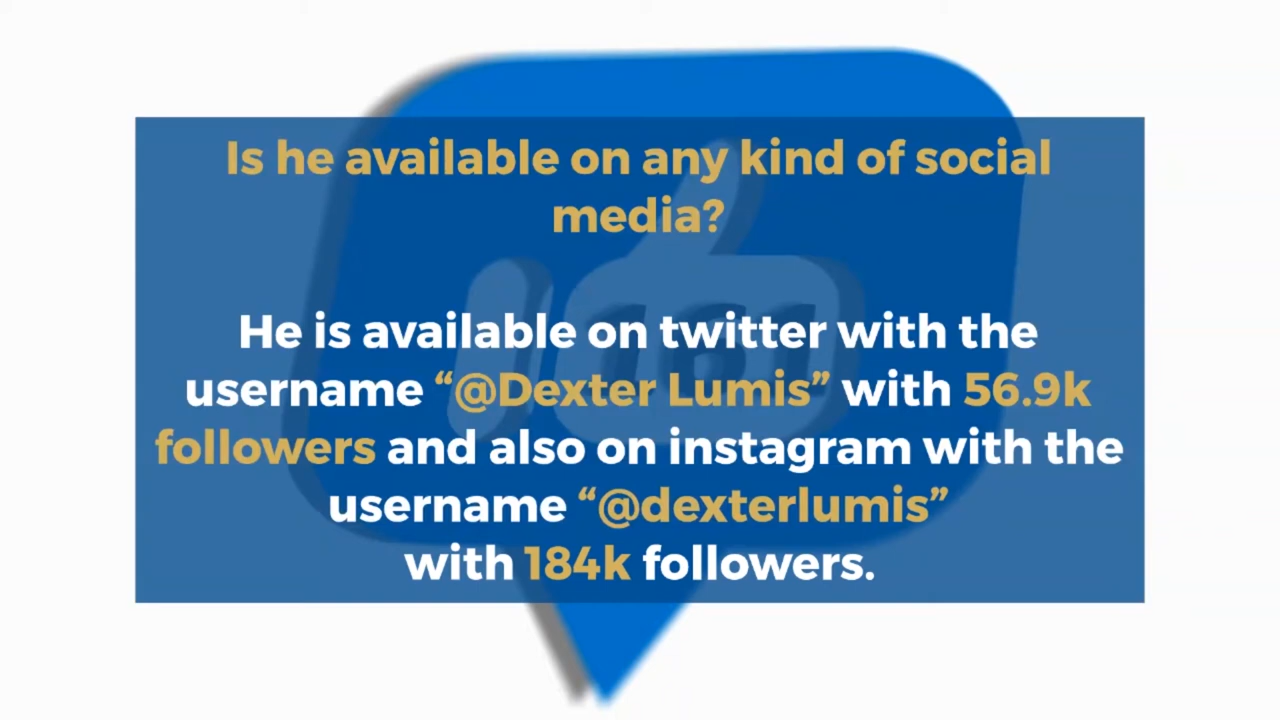 Is he available on any kind of social
media?
He is available on twitter with the
username “@Dexter Lumis” with 56.9k
followers and also on instagram with the
username “@dexterlumis”
with 184k followers.
161